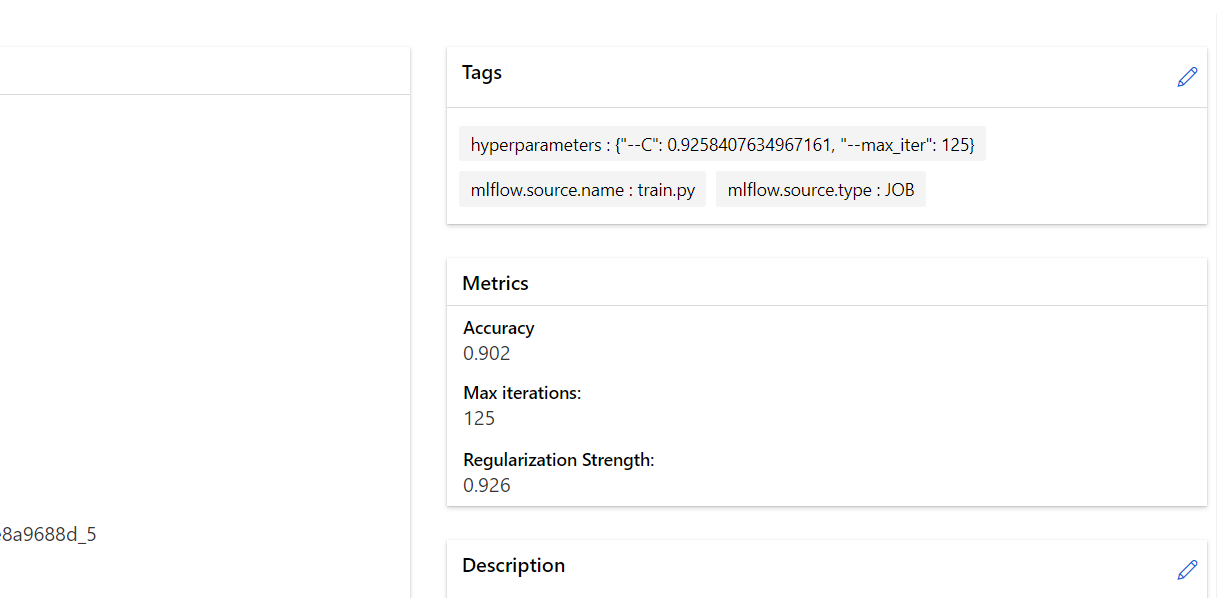 Tags
hyperparameters : {"--C": 0.9258407634967161, "--max_iter": 125}
mlflow.source.name : train.py
mlflow.source.type : JOB
Metrics
Accuracy
0.902
Max iterations:
125
Regularization Strength:
0.926
8a9688d_5
Description